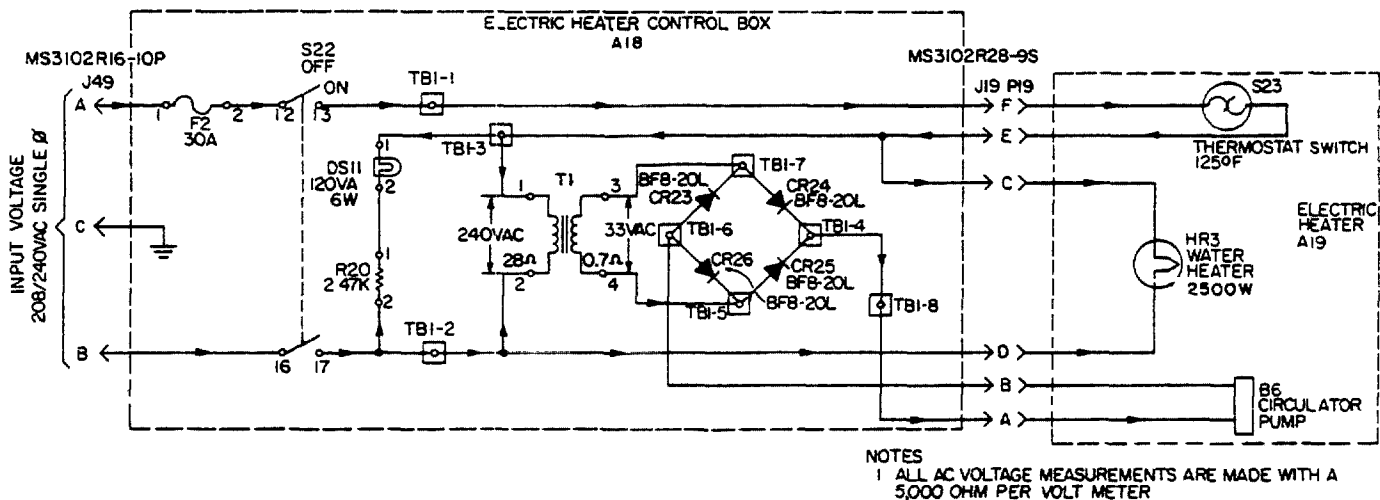 ELECTRIC HEATER CONTROL BOX
A18
MS3102R16-10P
J49
S22
OFF
ON
TB1-1
MS3102R28-9S
J19 P19
S23
A
1
F2
30A
2
12
13
F
E
THERMOSTAT SWITCH
125°F
INPUT VOLTAGE
208/240VAC SINGLE Ø
1
DS11
120VA
6W
2
TB1-3
1
T1
3
TB1-7
BF8-20L
CR23
CR24
BF8-20L
C
C
240VAC
33VAC
TB1-6
TB1-4
ELECTRIC
HEATER
A19
1
R20
2.47K
2
28Ω
2
0.7Ω
4
CR26
CR25
BF8-20L
BF8-20L
TB1-5
TB1-8
HR3
WATER
HEATER
2500W
B
16
17
TB1-2
D
B
A
B6
CIRCULATOR
PUMP
NOTES
1 ALL AC VOLTAGE MEASUREMENTS ARE MADE WITH A
5,000 OHM PER VOLT METER